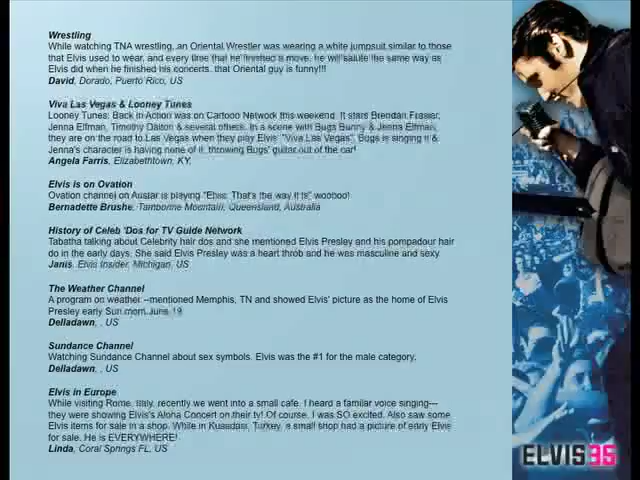 Wrestling
While watching TNA wrestling, an Oriental Wrestler was wearing a white jumpsuit similar to those
that Elvis used to wear, and every time that he finished a move, he will salute the same way as
Elvis did when he finished his concerts. that Oriental guy is funny!!!
David, Dorado, Puerto Rico, US
Viva Las Vegas & Looney Tunes
Looney Tunes: Back in Action was on Cartoon Network this weekend. It stars Brendan Fraser,
Jenna Elfman, Timothy Dalton & several others. In a scene with Bugs Bunny & Jenna Elfman,
they are on the road to Las Vegas when they play Elvis' "Viva Las Vegas". Bugs is singing it &
Jenna's character is having none of it, throwing Bugs' guitar out of the car!
Angela Farris, Elizabethtown, KY,
Elvis is on Ovation
Ovation channel on Austar is playing "Elvis: That's the way it is" woohoo!
Bernadette Brushe, Tamborine Mountain, Queensland, Australia
History of Celeb 'Dos for TV Guide Network
Tabatha talking about Celebrity hair dos and she mentioned Elvis Presley and his pompadour hair
do in the early days. She said Elvis Presley was a heart throb and he was masculine and sexy.
Janis, Elvis Insider, Michigan, US
The Weather Channel
A program on weather --mentioned Memphis, TN and showed Elvis' picture as the home of Elvis
Presley early Sun morn June 19
Delladawn, , US
Sundance Channel
Watching Sundance Channel about sex symbols. Elvis was the #1 for the male category.
Delladawn, , US
Elvis in Europe
While visiting Rome, Italy, recently we went into a small cafe. I heard a familar voice singing---
they were showing Elvis's Aloha Concert on their tv! Of course, I was SO excited. Also saw some
Elvis items for sale in a shop. While in Kusadasi, Turkey, a small shop had a picture of early Elvis
for sale. He is EVERYWHERE!
Linda, Coral Springs FL, US
ELVIS35